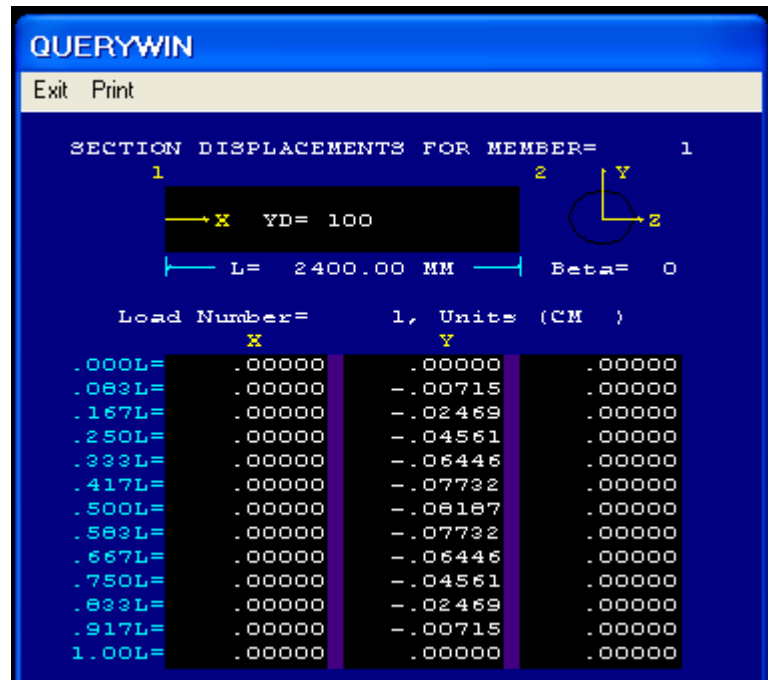 QUERYWIN
Exit Print
SECTION DISPLACEMENTS FOR MEMBER= 1
1 2 Y
X YD= 100 Z
L= 2400.00 MM Beta= 0
Load Number= 1, Units (CM )
X Y
.000L= .00000 .00000 .00000
.083L= .00000 -.00715 .00000
.167L= .00000 -.02469 .00000
.250L= .00000 -.04561 .00000
.333L= .00000 -.06446 .00000
.417L= .00000 -.07732 .00000
.500L= .00000 -.08187 .00000
.583L= .00000 -.07732 .00000
.667L= .00000 -.06446 .00000
.750L= .00000 -.04561 .00000
.833L= .00000 -.02469 .00000
.917L= .00000 -.00715 .00000
1.00L= .00000 .00000 .00000